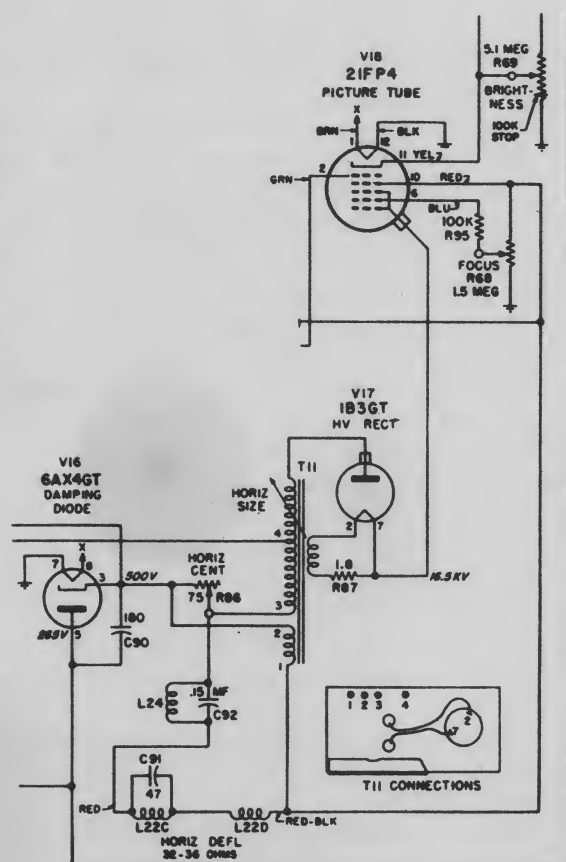 V18
21FP4
PICTURE TUBE
5.1 MEG
R69
BRIGHT-
NESS
100K
STOP
X
GRN
BLK
1
12
11 YEL
2
GRN
10 RED
6
BLU
100K
R95
FOCUS
R68
1.5 MEG
V17
1B3GT
HV RECT
T11
HORIZ
SIZE
2
7
4
1.8
R87
16.5KV
3
2
1
V16
6AX4GT
DAMPING
DIODE
X
7
8
3
500V
265V
5
180
C90
HORIZ
CENT
75
R86
L24
.15 MF
C92
C91
47
RED
L22C
L22D
RED-BLK
HORIZ DEFL
32-36 OHMS
1 2 3 4
2
7
T11 CONNECTIONS